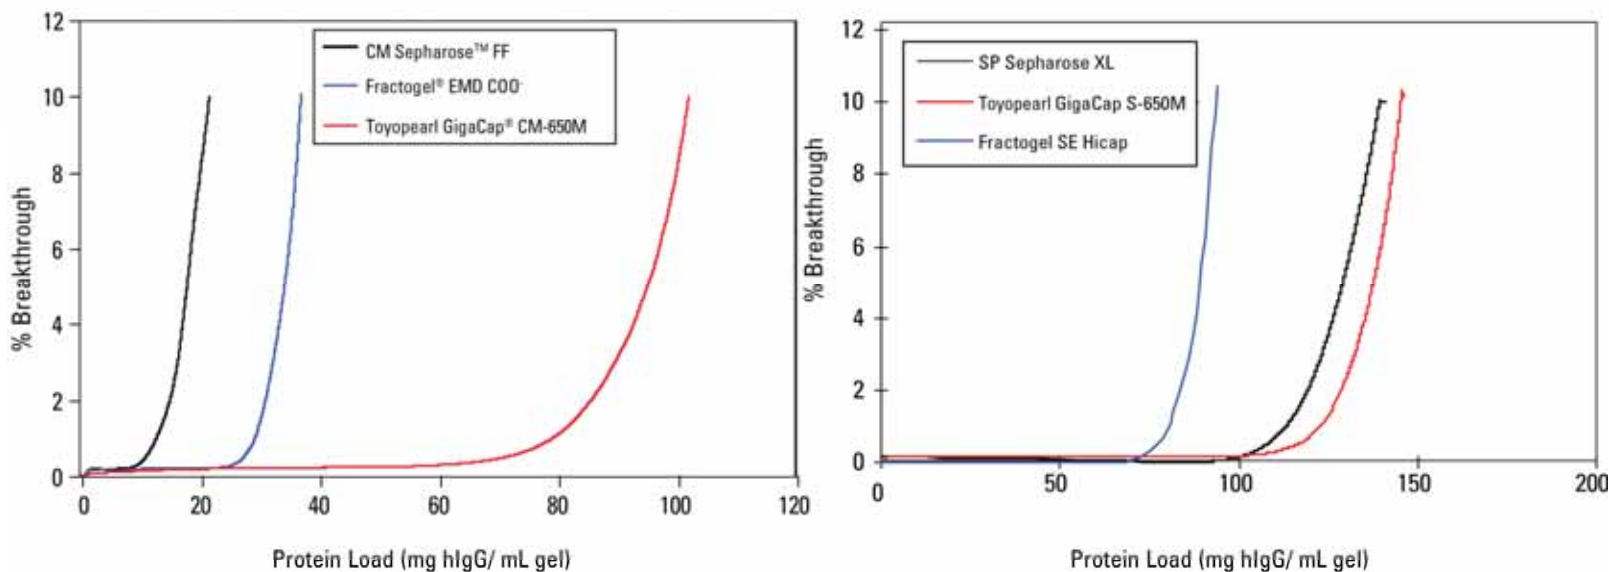 12
10
8
6
4
2
0
% Breakthrough
CM Sepharose™ FF
Fractogel® EMD COO-
Toyopearl GigaCap® CM-650M
0 20 40 60 80 100 120
Protein Load (mg hIgG/ mL gel)
12
10
8
6
4
2
0
% Breakthrough
SP Sepharose XL
Toyopearl GigaCap S-650M
Fractogel SE Hicap
0 50 100 150 200
Protein Load (mg hIgG/ mL gel)